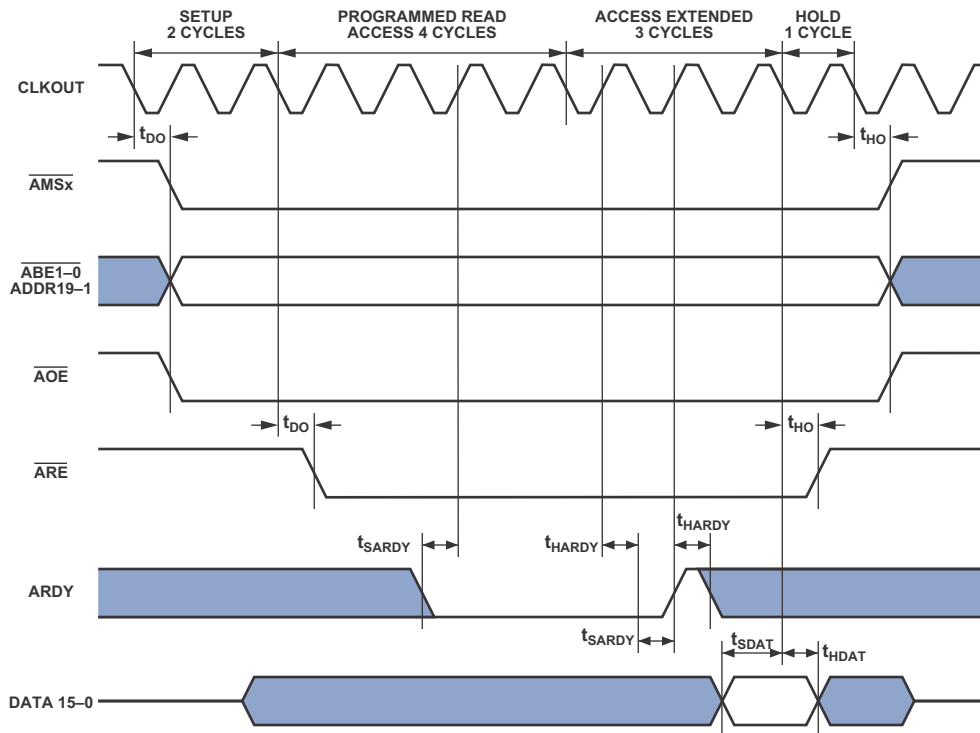 SETUP
2 CYCLES
PROGRAMMED READ
ACCESS 4 CYCLES
ACCESS EXTENDED
3 CYCLES
HOLD
1 CYCLE
CLKOUT
tDO
tHO
AMSx
ABE1–0
ADDR19–1
AOE
tDO
tHO
ARE
tSARDY
tHARDY
tHARDY
ARDY
tSARDY
tSDAT
tHDAT
DATA 15–0